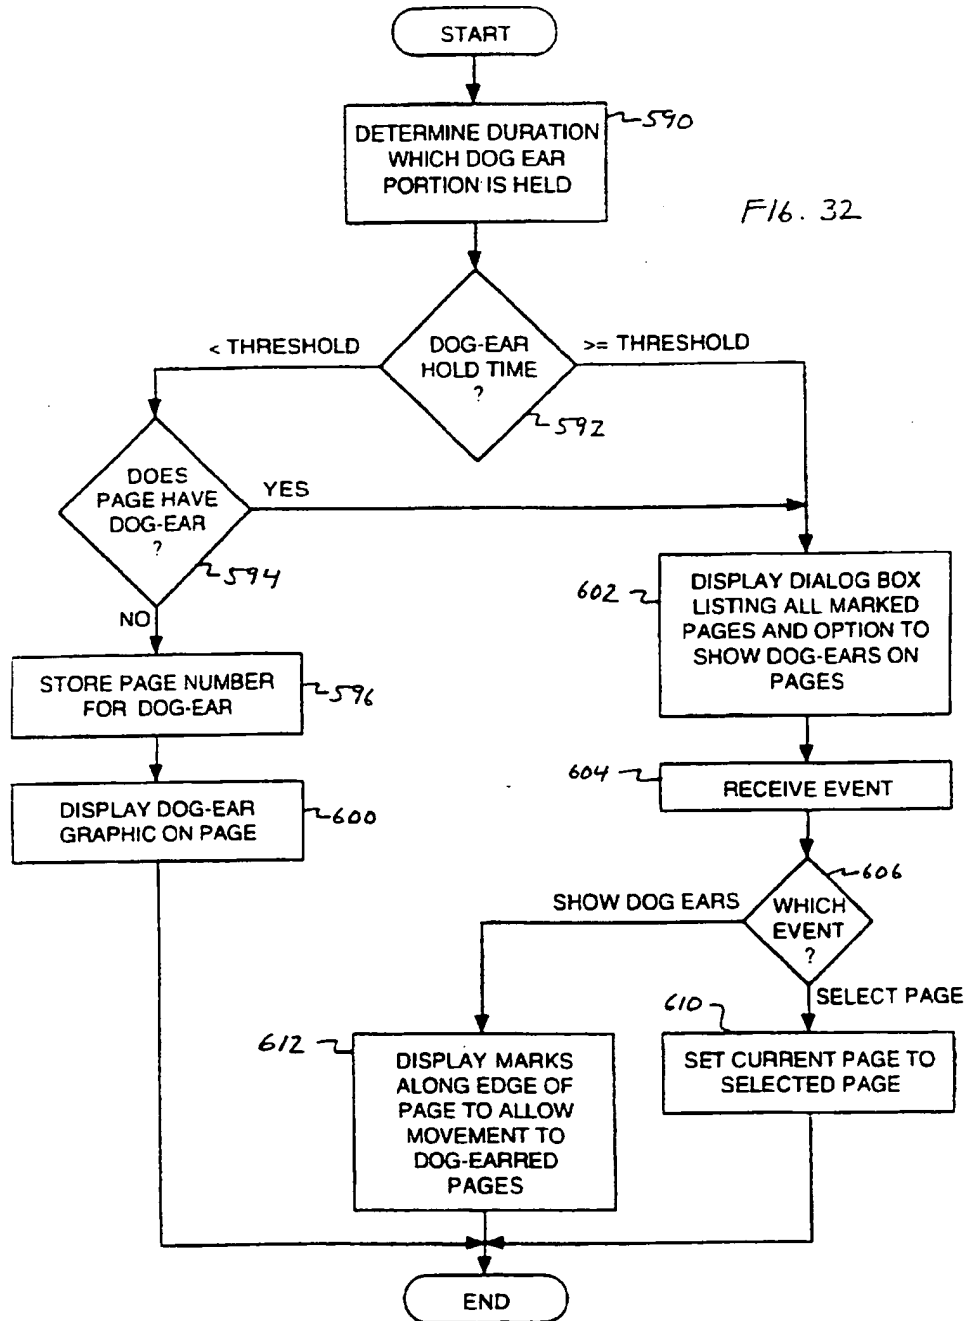 START
DETERMINE DURATION
WHICH DOG EAR
PORTION IS HELD
590
FIG. 32
DOG-EAR
HOLD TIME
?
592
< THRESHOLD
>= THRESHOLD
DOES
PAGE HAVE
DOG-EAR
?
594
YES
NO
STORE PAGE NUMBER
FOR DOG-EAR
596
DISPLAY DOG-EAR
GRAPHIC ON PAGE
600
602
DISPLAY DIALOG BOX
LISTING ALL MARKED
PAGES AND OPTION TO
SHOW DOG-EARS ON
PAGES
604
RECEIVE EVENT
606
WHICH
EVENT
?
SHOW DOG EARS
SELECT PAGE
610
SET CURRENT PAGE TO
SELECTED PAGE
612
DISPLAY MARKS
ALONG EDGE OF
PAGE TO ALLOW
MOVEMENT TO
DOG-EARRED
PAGES
END